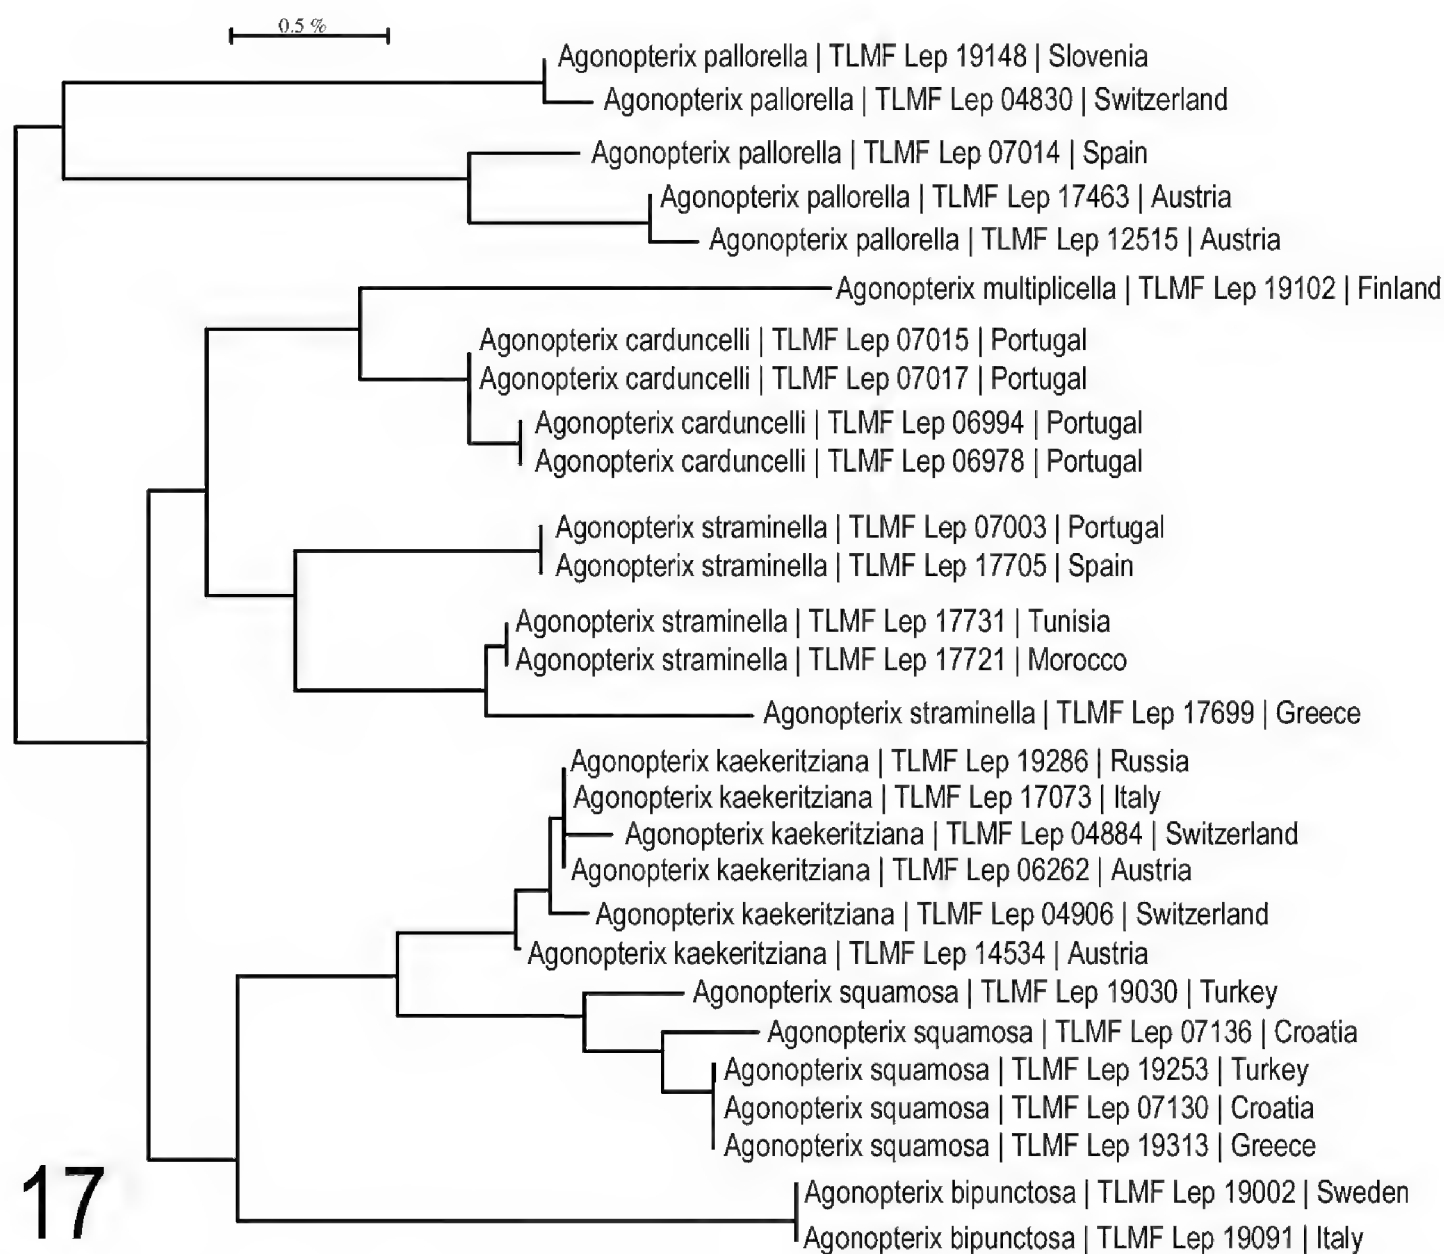 0.5 %
Agonopterix pallorella | TLMF Lep 19148 | Slovenia
Agonopterix pallorella | TLMF Lep 04830 | Switzerland
Agonopterix pallorella | TLMF Lep 07014 | Spain
Agonopterix pallorella | TLMF Lep 17463 | Austria
Agonopterix pallorella | TLMF Lep 12515 | Austria
Agonopterix multiplicella | TLMF Lep 19102 | Finland
Agonopterix carduncelli | TLMF Lep 07015 | Portugal
Agonopterix carduncelli | TLMF Lep 07017 | Portugal
Agonopterix carduncelli | TLMF Lep 06994 | Portugal
Agonopterix carduncelli | TLMF Lep 06978 | Portugal
Agonopterix straminella | TLMF Lep 07003 | Portugal
Agonopterix straminella | TLMF Lep 17705 | Spain
Agonopterix straminella | TLMF Lep 17731 | Tunisia
Agonopterix straminella | TLMF Lep 17721 | Morocco
Agonopterix straminella | TLMF Lep 17699 | Greece
Agonopterix kaekeritziana | TLMF Lep 19286 | Russia
Agonopterix kaekeritziana | TLMF Lep 17073 | Italy
Agonopterix kaekeritziana | TLMF Lep 04884 | Switzerland
Agonopterix kaekeritziana | TLMF Lep 06262 | Austria
Agonopterix kaekeritziana | TLMF Lep 04906 | Switzerland
Agonopterix kaekeritziana | TLMF Lep 14534 | Austria
Agonopterix squamosa | TLMF Lep 19030 | Turkey
Agonopterix squamosa | TLMF Lep 07136 | Croatia
Agonopterix squamosa | TLMF Lep 19253 | Turkey
Agonopterix squamosa | TLMF Lep 07130 | Croatia
Agonopterix squamosa | TLMF Lep 19313 | Greece
Agonopterix bipunctosa | TLMF Lep 19002 | Sweden
Agonopterix bipunctosa | TLMF Lep 19091 | Italy
17